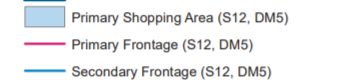 Primary Shopping Area (S12, DM5)
Primary Frontage (S12, DM5)
Secondary Frontage (S12, DM5)